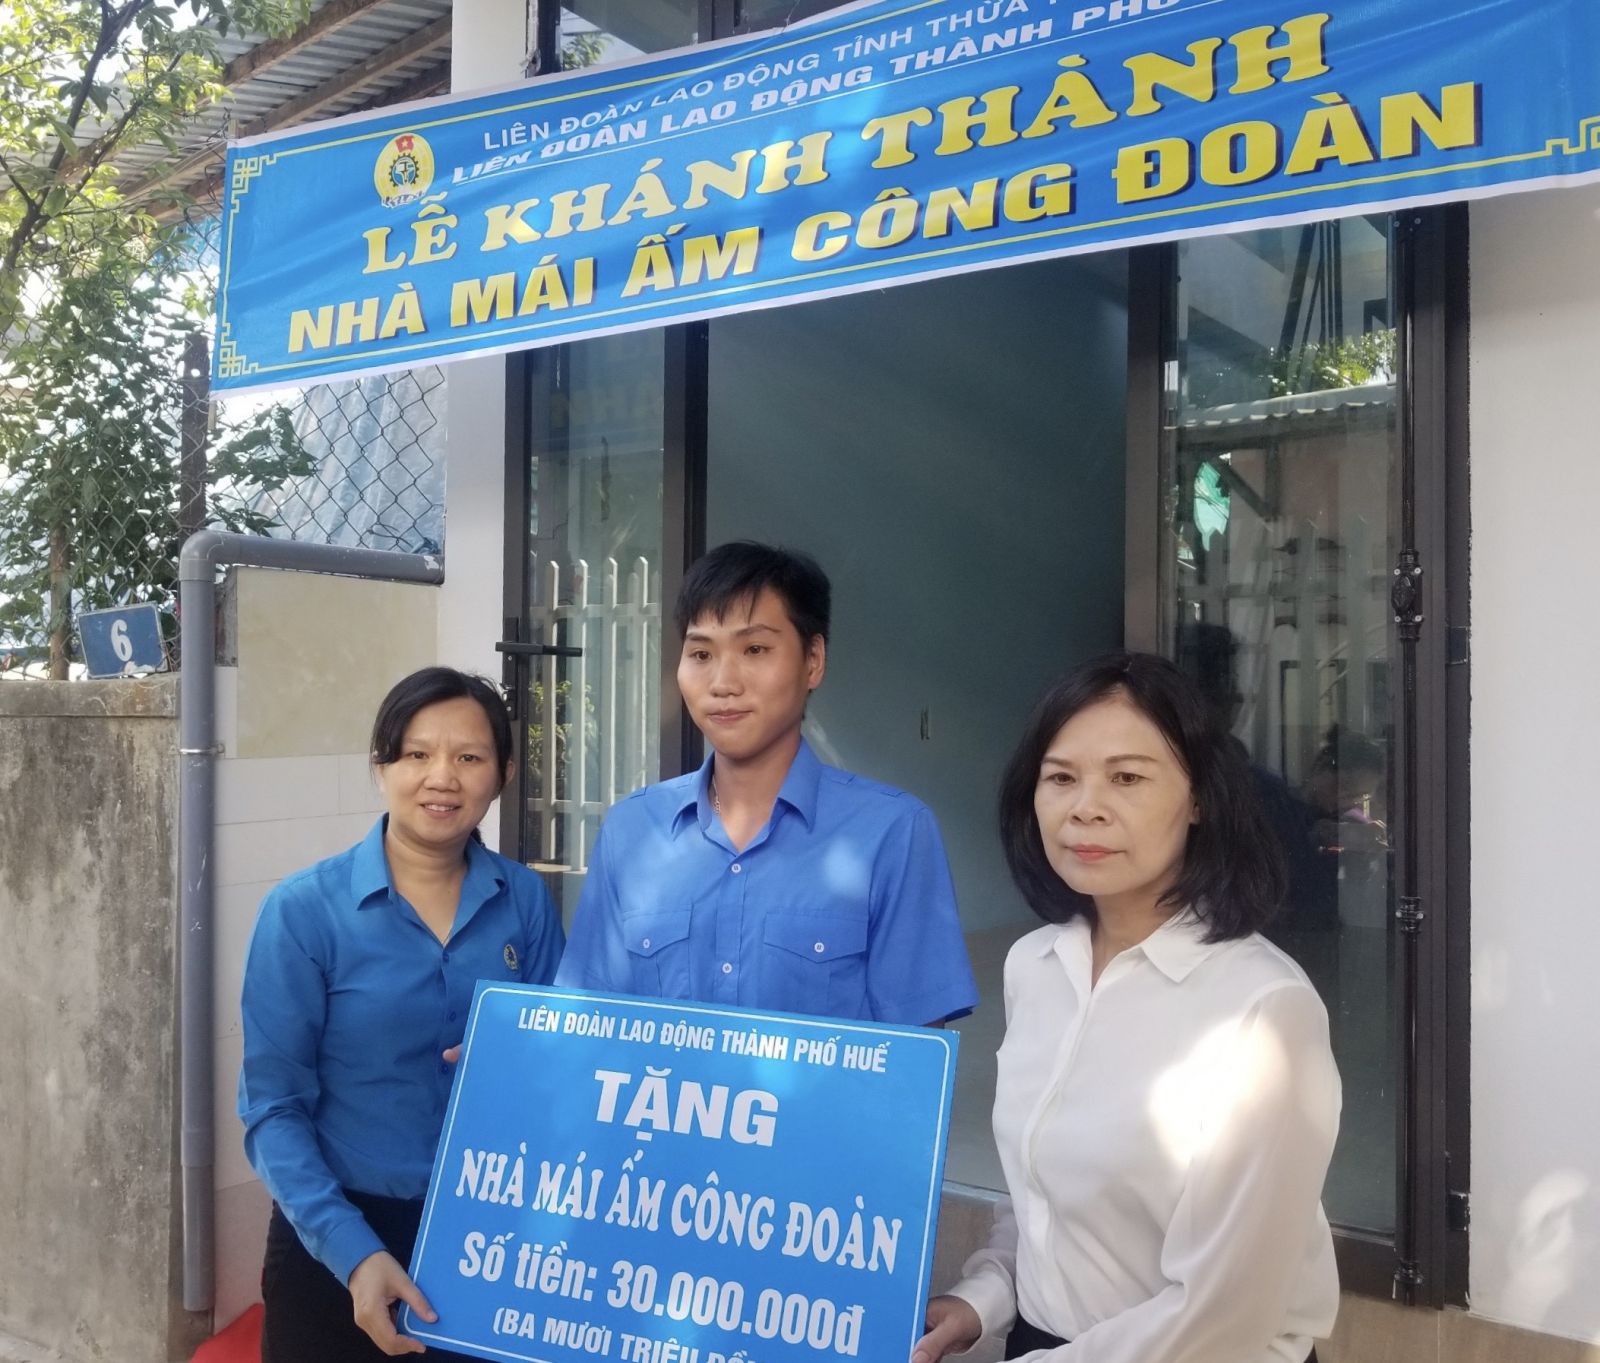 LIÊN ĐOÀN LAO ĐỘNG TỈNH THỪA
LIÊN ĐOÀN LAO ĐỘNG THÀNH PHỐ
LỄ KHÁNH THÀNH
NHÀ MÁI ẤM CÔNG ĐOÀN
6
LIÊN ĐOÀN LAO ĐỘNG THÀNH PHỐ HUẾ
TẶNG
NHÀ MÁI ẤM CÔNG ĐOÀN
Số tiền: 30.000.000đ
(BA MƯƠI TRIỆU